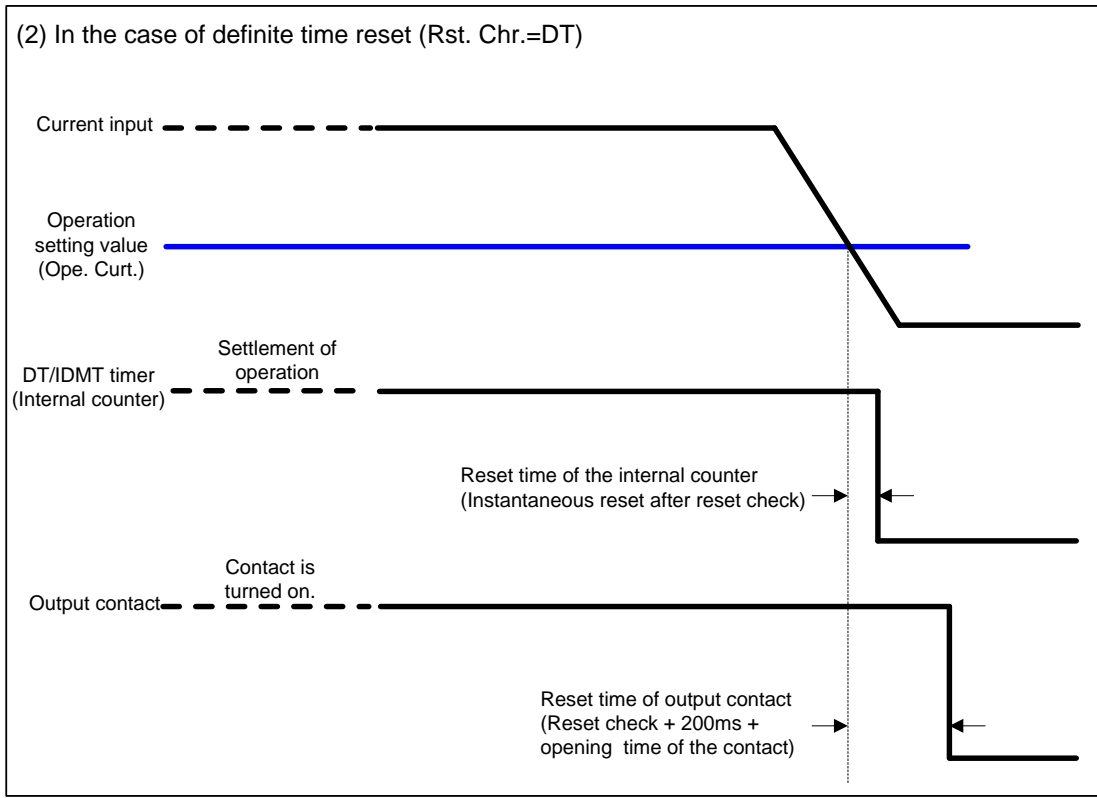 (2) In the case of definite time reset (Rst. Chr.=DT)
Current input
Operation
setting value
(Ope. Curt.)
Settlement of
operation
DT/IDMT timer
(Internal counter)
Reset time of the internal counter
(Instantaneous reset after reset check)
Contact is
turned on.
Output contact
Reset time of output contact
(Reset check + 200ms +
opening time of the contact)